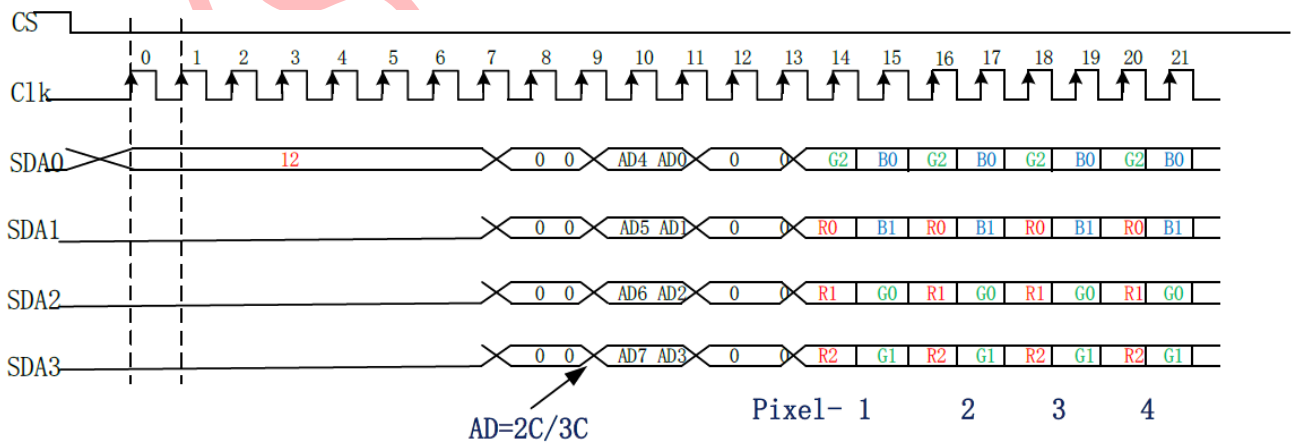 CS
0 1 2 3 4 5 6 7 8 9 10 11 12 13 14 15 16 17 18 19 20 21
Clk
SDA0 12 0 0 AD4 AD0 0 0 G2 B0 G2 B0 G2 B0 G2 B0
SDA1 0 0 AD5 AD1 0 0 R0 B1 R0 B1 R0 B1 R0 B1
SDA2 0 0 AD6 AD2 0 0 R1 G0 R1 G0 R1 G0 R1 G0
SDA3 0 0 AD7 AD3 0 0 R2 G1 R2 G1 R2 G1 R2 G1
Pixel- 1 2 3 4
AD=2C/3C